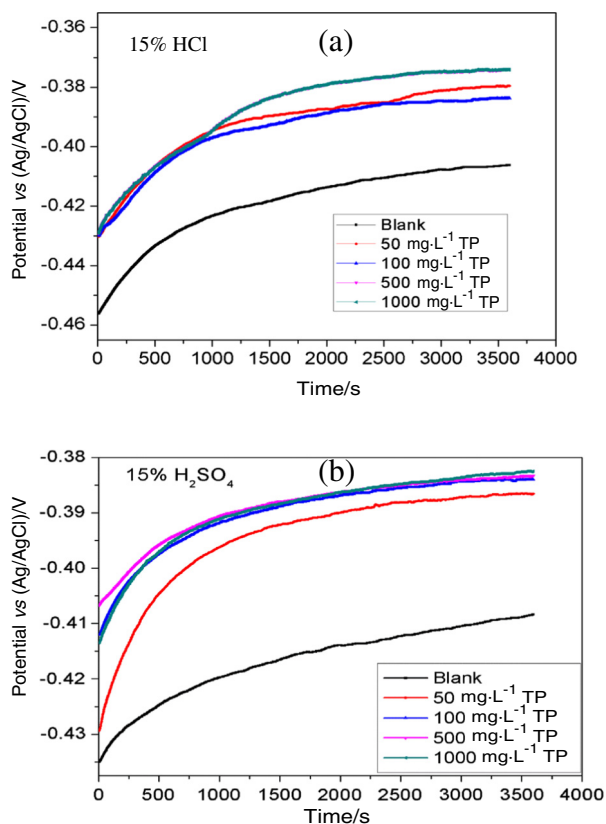 15% HCl
(a)
-0.36
-0.38
-0.40
-0.42
-0.44
-0.46
Potential vs (Ag/AgCl)/V
Blank
50 mg·L⁻¹ TP
100 mg·L⁻¹ TP
500 mg·L⁻¹ TP
1000 mg·L⁻¹ TP
0 500 1000 1500 2000 2500 3000 3500 4000
Time/s
15% H₂SO₄
(b)
-0.38
-0.39
-0.40
-0.41
-0.42
-0.43
Potential vs (Ag/AgCl)/V
Blank
50 mg·L⁻¹ TP
100 mg·L⁻¹ TP
500 mg·L⁻¹ TP
1000 mg·L⁻¹ TP
0 500 1000 1500 2000 2500 3000 3500 4000
Time/s